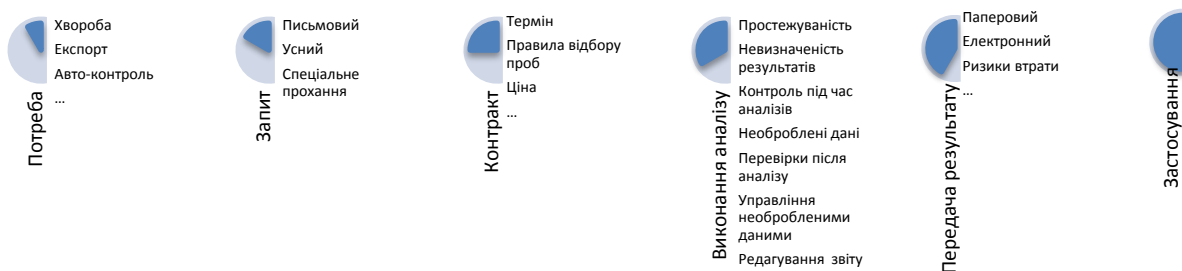 Потреба
Хвороба
Експорт
Авто-контроль
…
Запит
Письмовий
Усний
Спеціальне
прохання
Контракт
Термін
Правила відбору
проб
Ціна
…
Виконання аналізу
Простежуваність
Невизначеність
результатів
Контроль під час
аналізів
Необроблені дані
Перевірки після
аналізу
Управління
необробленими
даними
Редагування звіту
Передача результату
Паперовий
Електронний
Ризики втрати
…
Застосування